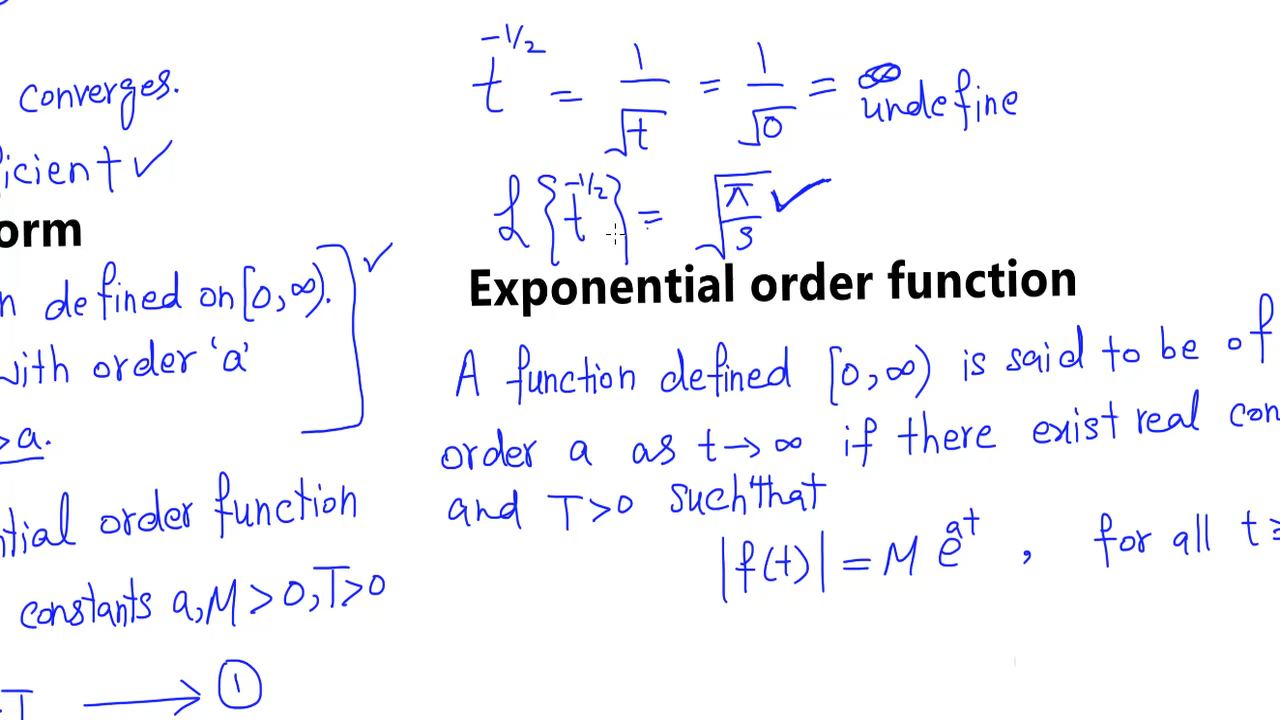 converges.
icient ✓
orm
n defined on [0, ∞). ✓
with order 'a'
> a.
ntial order function
constants a, M > 0, T > 0
T ⟶ ①
t^{-1/2} = 1/√t = 1/√0 = undefine
ℒ{t^{-1/2}} = √(π/s) ✓
Exponential order function
A function defined [0, ∞) is said to be of
order a as t → ∞ if there exist real con
and T > 0 such that
|f(t)| = M e^{at} , for all t ≥